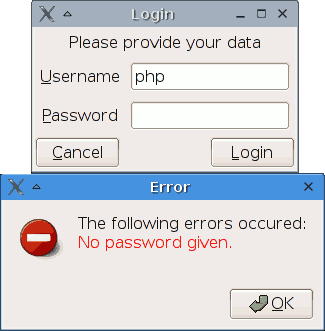 Login
Please provide your data
Username php
Password
Cancel Login
Error
The following errors occured:
No password given.
OK